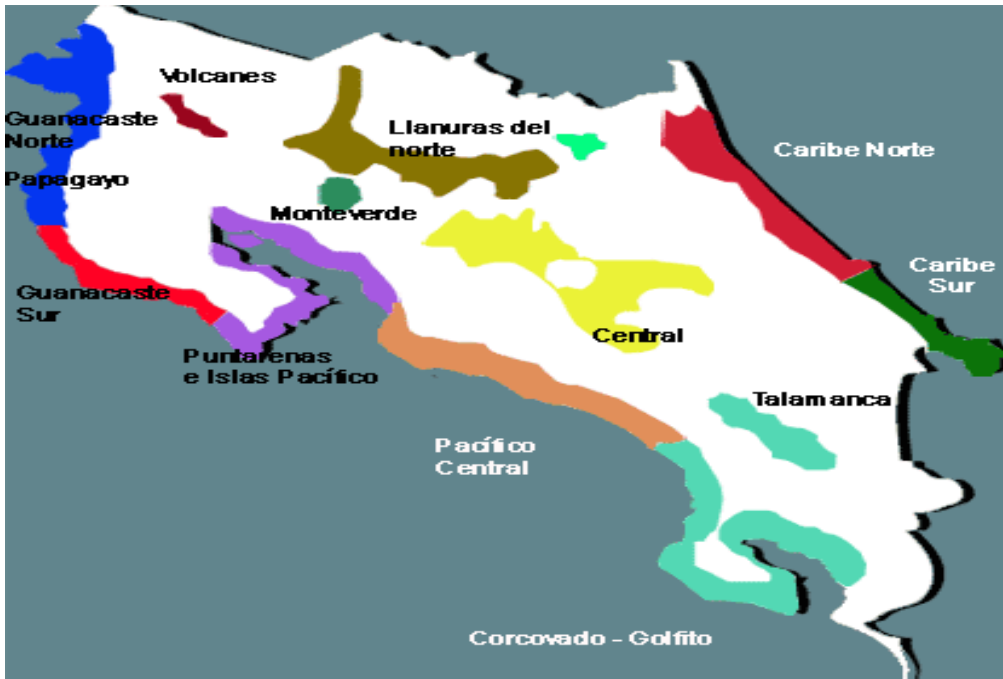 Volcanes
Guanacaste
Norte
Llanuras del
norte
Caribe Norte
Papagayo
Monteverde
Caribe
Sur
Guanacaste
Sur
Central
Puntarenas
e Islas Pacífico
Talamanca
Pacífico
Central
Corcovado - Golfito